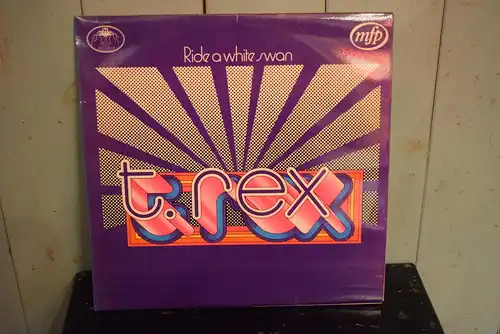 Ride a white swan
mfp
t. rex